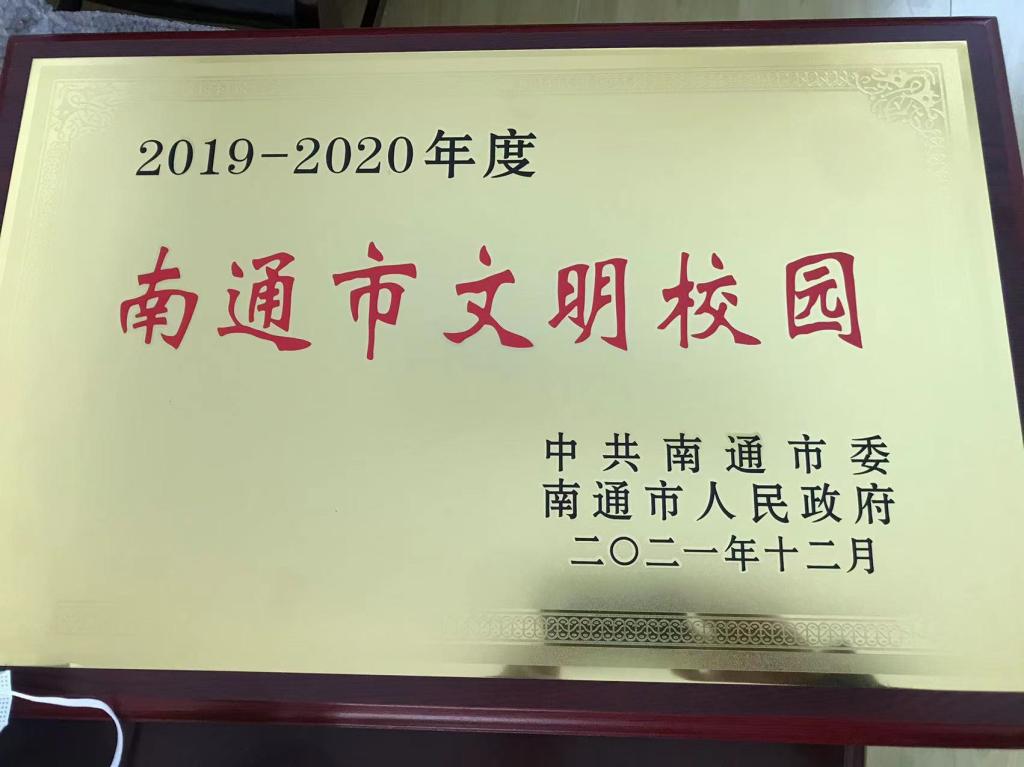 2019-2020年度
南通市文明校园
中共南通市委
南通市人民政府
二〇二一年十二月